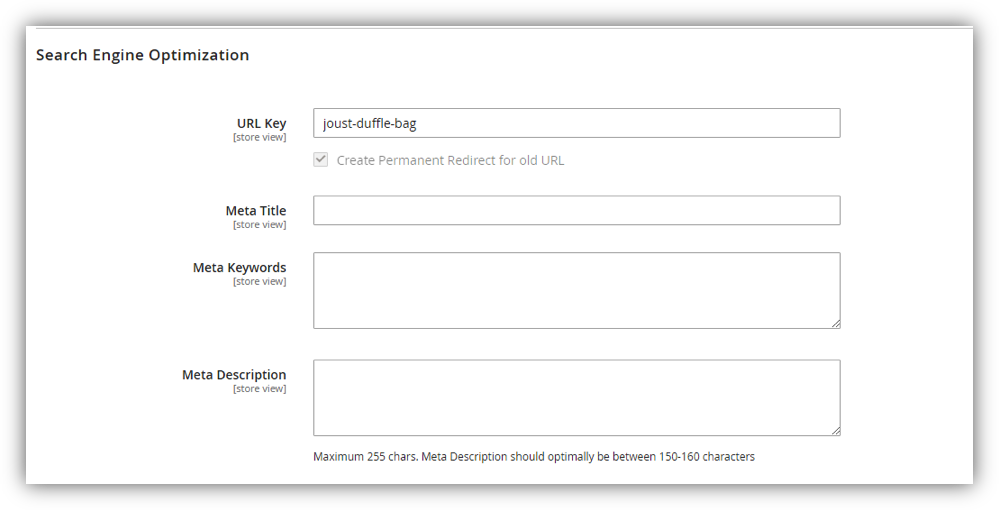 Search Engine Optimization
URL Key
[store view]
joust-duffle-bag
Create Permanent Redirect for old URL
Meta Title
[store view]
Meta Keywords
[store view]
Meta Description
[store view]
Maximum 255 chars. Meta Description should optimally be between 150-160 characters